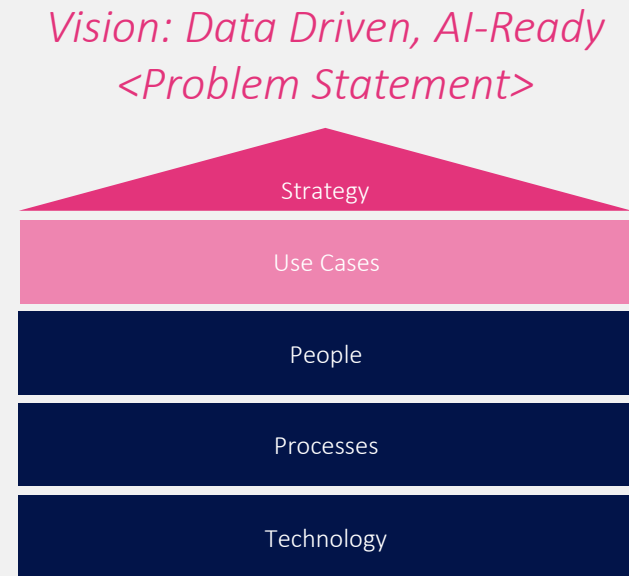 Vision: Data Driven, AI-Ready
<Problem Statement>
Strategy
Use Cases
People
Processes
Technology